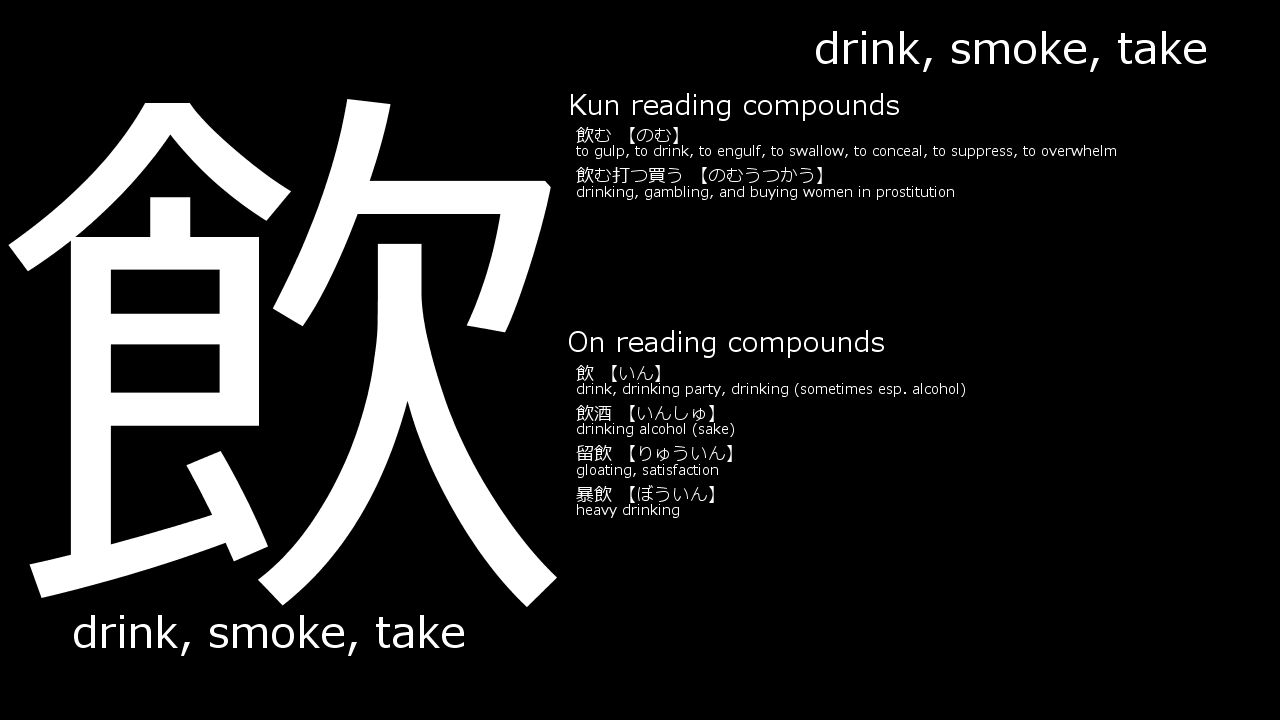 drink, smoke, take
飲
drink, smoke, take
Kun reading compounds
飲む 【のむ】
to gulp, to drink, to engulf, to swallow, to conceal, to suppress, to overwhelm
飲む打つ買う 【のむうつかう】
drinking, gambling, and buying women in prostitution
On reading compounds
飲 【いん】
drink, drinking party, drinking (sometimes esp. alcohol)
飲酒 【いんしゅ】
drinking alcohol (sake)
留飲 【りゅういん】
gloating, satisfaction
暴飲 【ぼういん】
heavy drinking